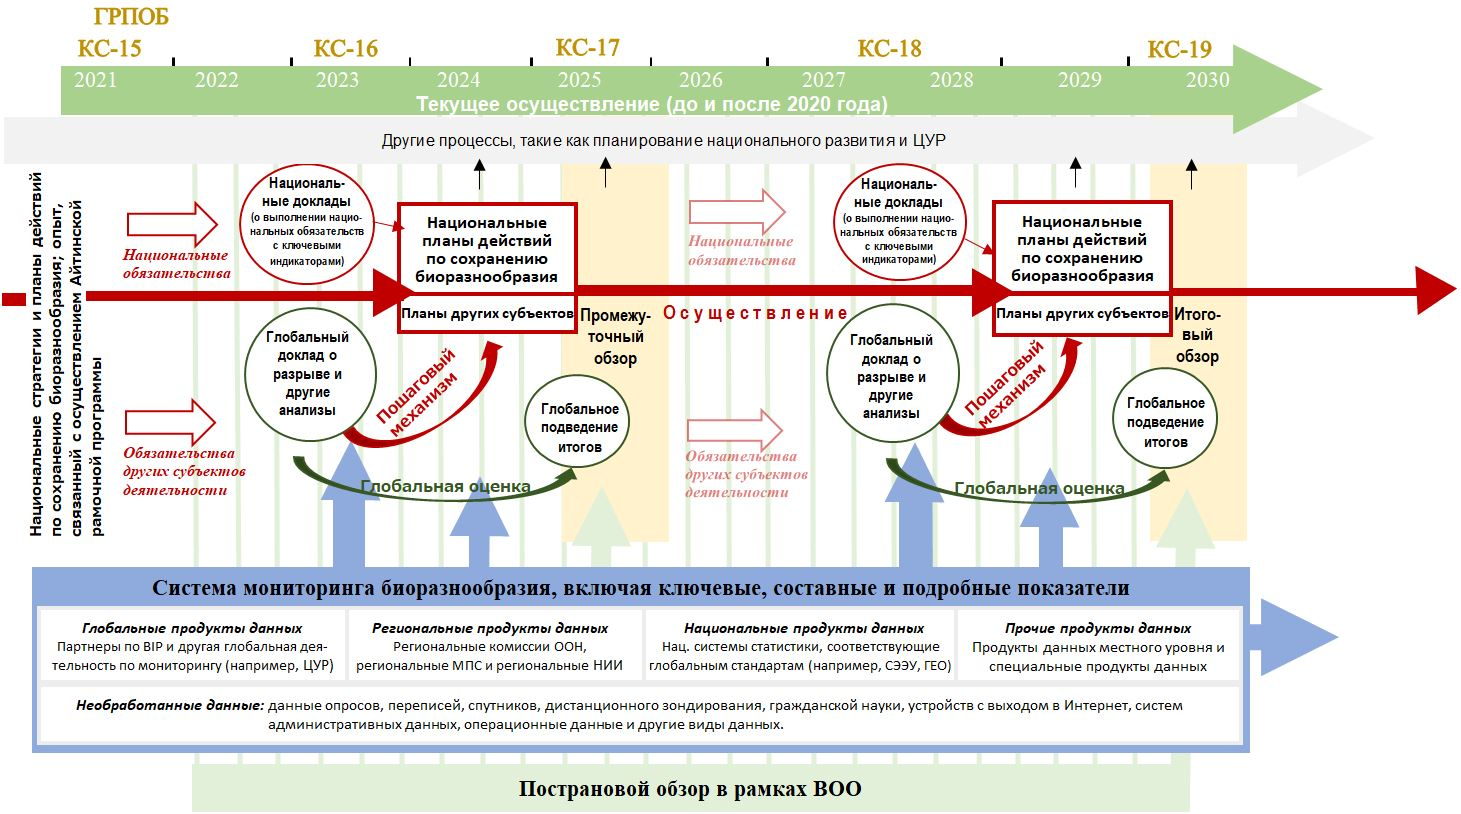 ГРПОБ
КС-15
КС-16
КС-17
КС-18
КС-19
2021
2022
2023
2024
2025
2026
2027
2028
2029
2030
Текущее осуществление (до и после 2020 года)
Другие процессы, такие как планирование национального развития и ЦУР
Национальные стратегии и планы действий
по сохранению биоразнообразия; опыт,
связанный с осуществлением Айтинской
рамочной программы
Национальные
обязательства
Обязательства
других субъектов
деятельности
Националь-
ные доклады
(о выполнении нацио-
нальных обязательств
с ключевыми
индикаторами)
Национальные
планы действий
по сохранению
биоразнообразия
Планы других субъектов
Глобальный
доклад о
разрыве и
другие
анализы
Пошаговый
механизм
Глобальная оценка
Промежу-
точный
обзор
Глобальное
подведение
итогов
Национальные
обязательства
Осуществление
Обязательства
других субъектов
деятельности
Националь-
ные доклады
(о выполнении нацио-
нальных обязательств
с ключевыми
индикаторами)
Национальные
планы действий
по сохранению
биоразнообразия
Планы других субъектов
Глобальный
доклад о
разрыве и
другие
анализы
Пошаговый
механизм
Глобальная оценка
Итого-
вый
обзор
Глобальное
подведение
итогов
Система мониторинга биоразнообразия, включая ключевые, составные и подробные показатели
Глобальные продукты данных
Партнеры по BIP и другая глобальная дея-
тельность по мониторингу (например, ЦУР)
Региональные продукты данных
Региональные комиссии ООН,
региональные МПС и региональные НИИ
Национальные продукты данных
Нац. системы статистики, соответствующие
глобальным стандартам (например, СЭЭУ, ГЕО)
Прочие продукты данных
Продукты данных местного уровня и
специальные продукты данных
Необработанные данные: данные опросов, переписей, спутников, дистанционного зондирования, гражданской науки, устройств с выходом в Интернет, систем
административных данных, операционные данные и другие виды данных.
Постpановой обзор в рамках ВОО